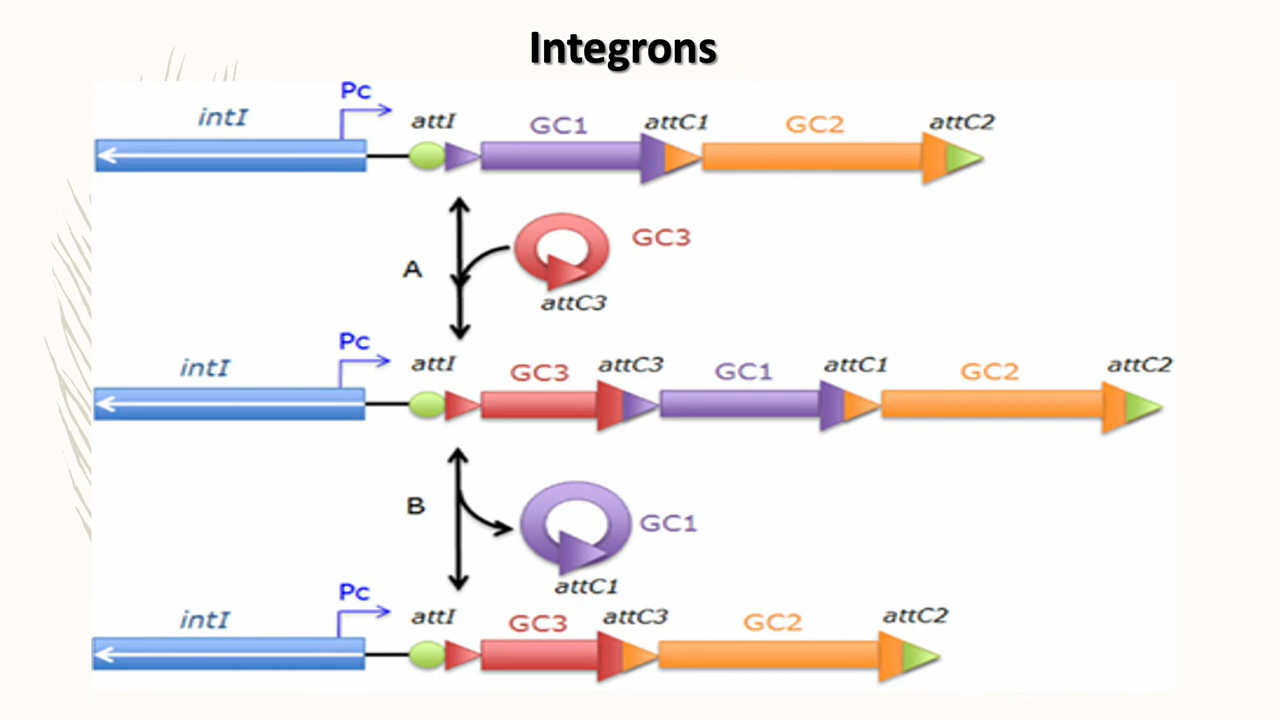 Integrons
Pc
intI
attI
GC1
attC1
GC2
attC2
A
GC3
attC3
Pc
intI
attI
GC3
attC3
GC1
attC1
GC2
attC2
B
GC1
attC1
Pc
intI
attI
GC3
attC3
GC2
attC2